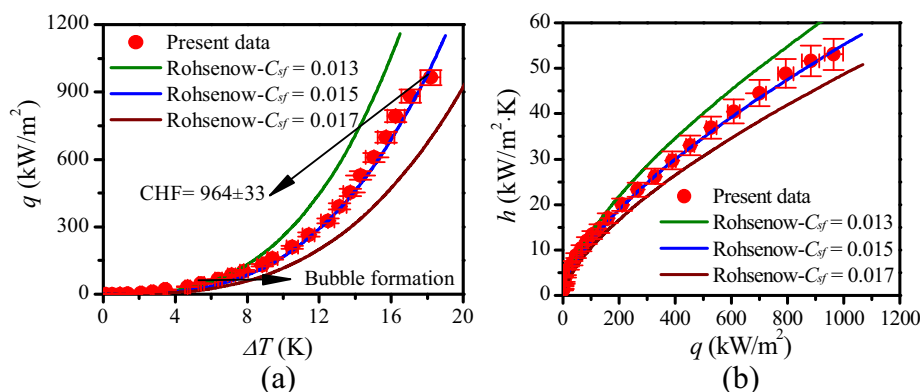 1200
900
600
300
0
q (kW/m²)
Present data
Rohsenow-Csf = 0.013
Rohsenow-Csf = 0.015
Rohsenow-Csf = 0.017
CHF= 964±33
Bubble formation
0 4 8 12 16 20
ΔT (K)
(a)
60
50
40
30
20
10
0
h (kW/m²·K)
Present data
Rohsenow-Csf = 0.013
Rohsenow-Csf = 0.015
Rohsenow-Csf = 0.017
0 200 400 600 800 1000 1200
q (kW/m²)
(b)